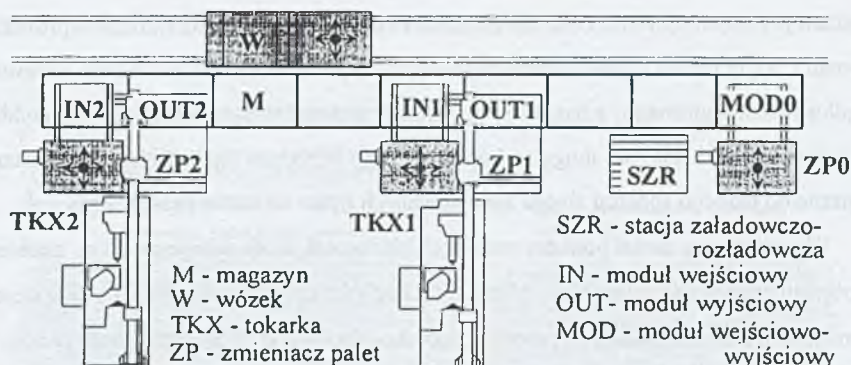 W
IN2 OUT2 M IN1 OUT1 MOD0
ZP2 ZP1 SZR ZP0
TKX2 TKX1
M - magazyn
W - wózek
TKX - tokarka
ZP - zmieniacz palet
SZR - stacja załadowczo-
rozładowcza
IN - moduł wejściowy
OUT- moduł wyjściowy
MOD - moduł wejściowo-
wyjściowy